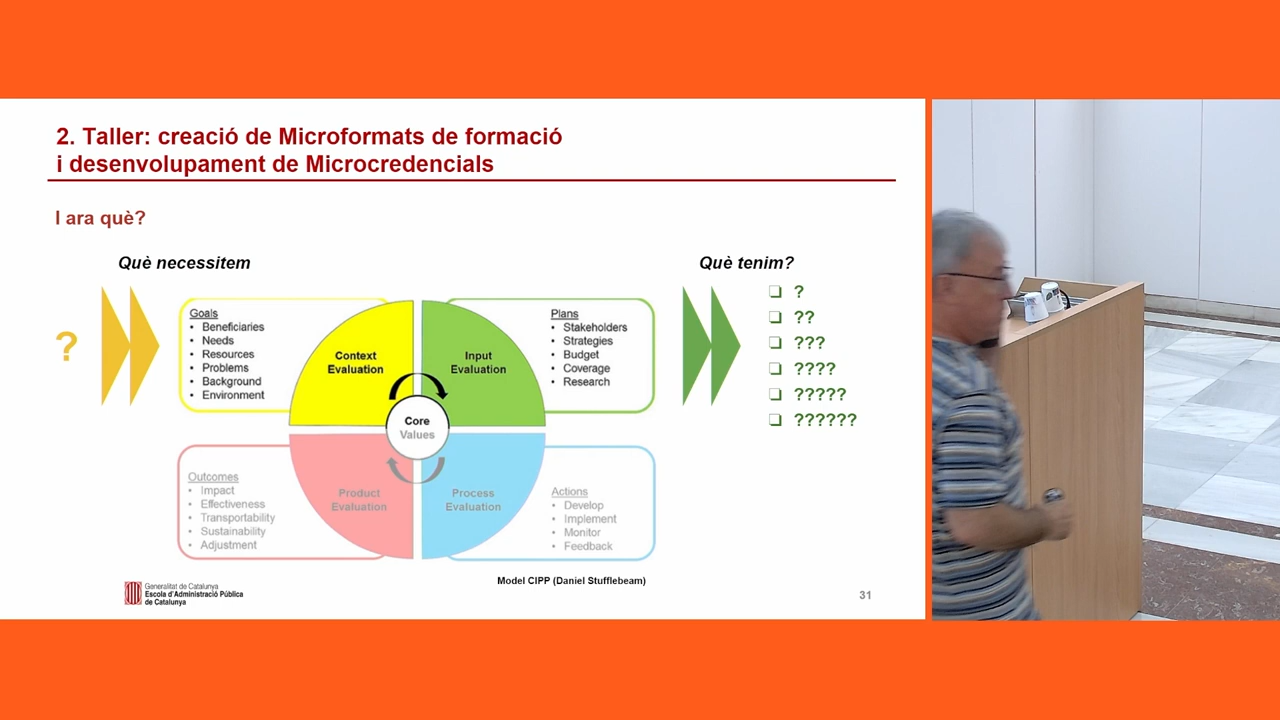 2. Taller: creació de Microformats de formació
i desenvolupament de Microcredencials
I ara què?
Què necessitem
Què tenim?
?
Goals
• Beneficiaries
• Needs
• Resources
• Problems
• Background
• Environment
Context
Evaluation
Input
Evaluation
Plans
• Stakeholders
• Strategies
• Budget
• Coverage
• Research
❑ ?
❑ ??
❑ ???
❑ ????
❑ ?????
❑ ??????
Core
Values
Outcomes
• Impact
• Effectiveness
• Transportability
• Sustainability
• Adjustment
Product
Evaluation
Process
Evaluation
Actions
• Develop
• Implement
• Monitor
• Feedback
Model CIPP (Daniel Stufflebeam)
Generalitat de Catalunya
Escola d'Administració Pública
de Catalunya
31